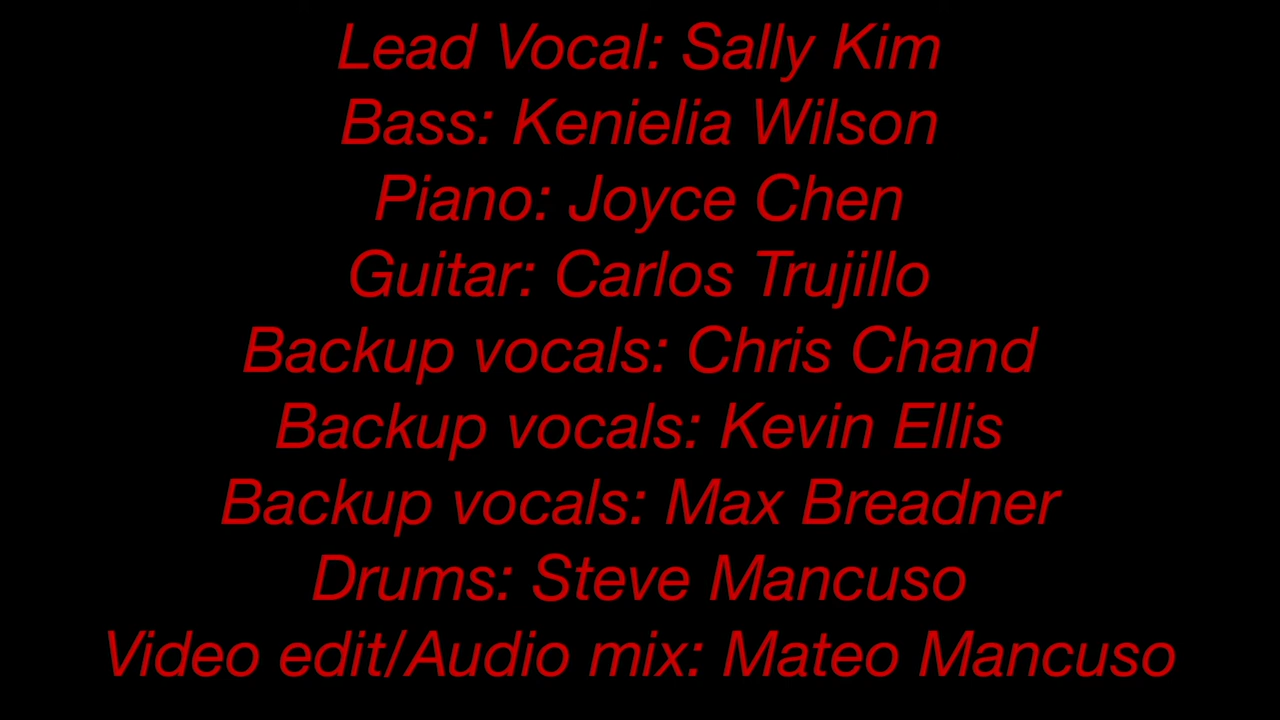 Lead Vocal: Sally Kim
Bass: Kenielia Wilson
Piano: Joyce Chen
Guitar: Carlos Trujillo
Backup vocals: Chris Chand
Backup vocals: Kevin Ellis
Backup vocals: Max Breadner
Drums: Steve Mancuso
Video edit/Audio mix: Mateo Mancuso